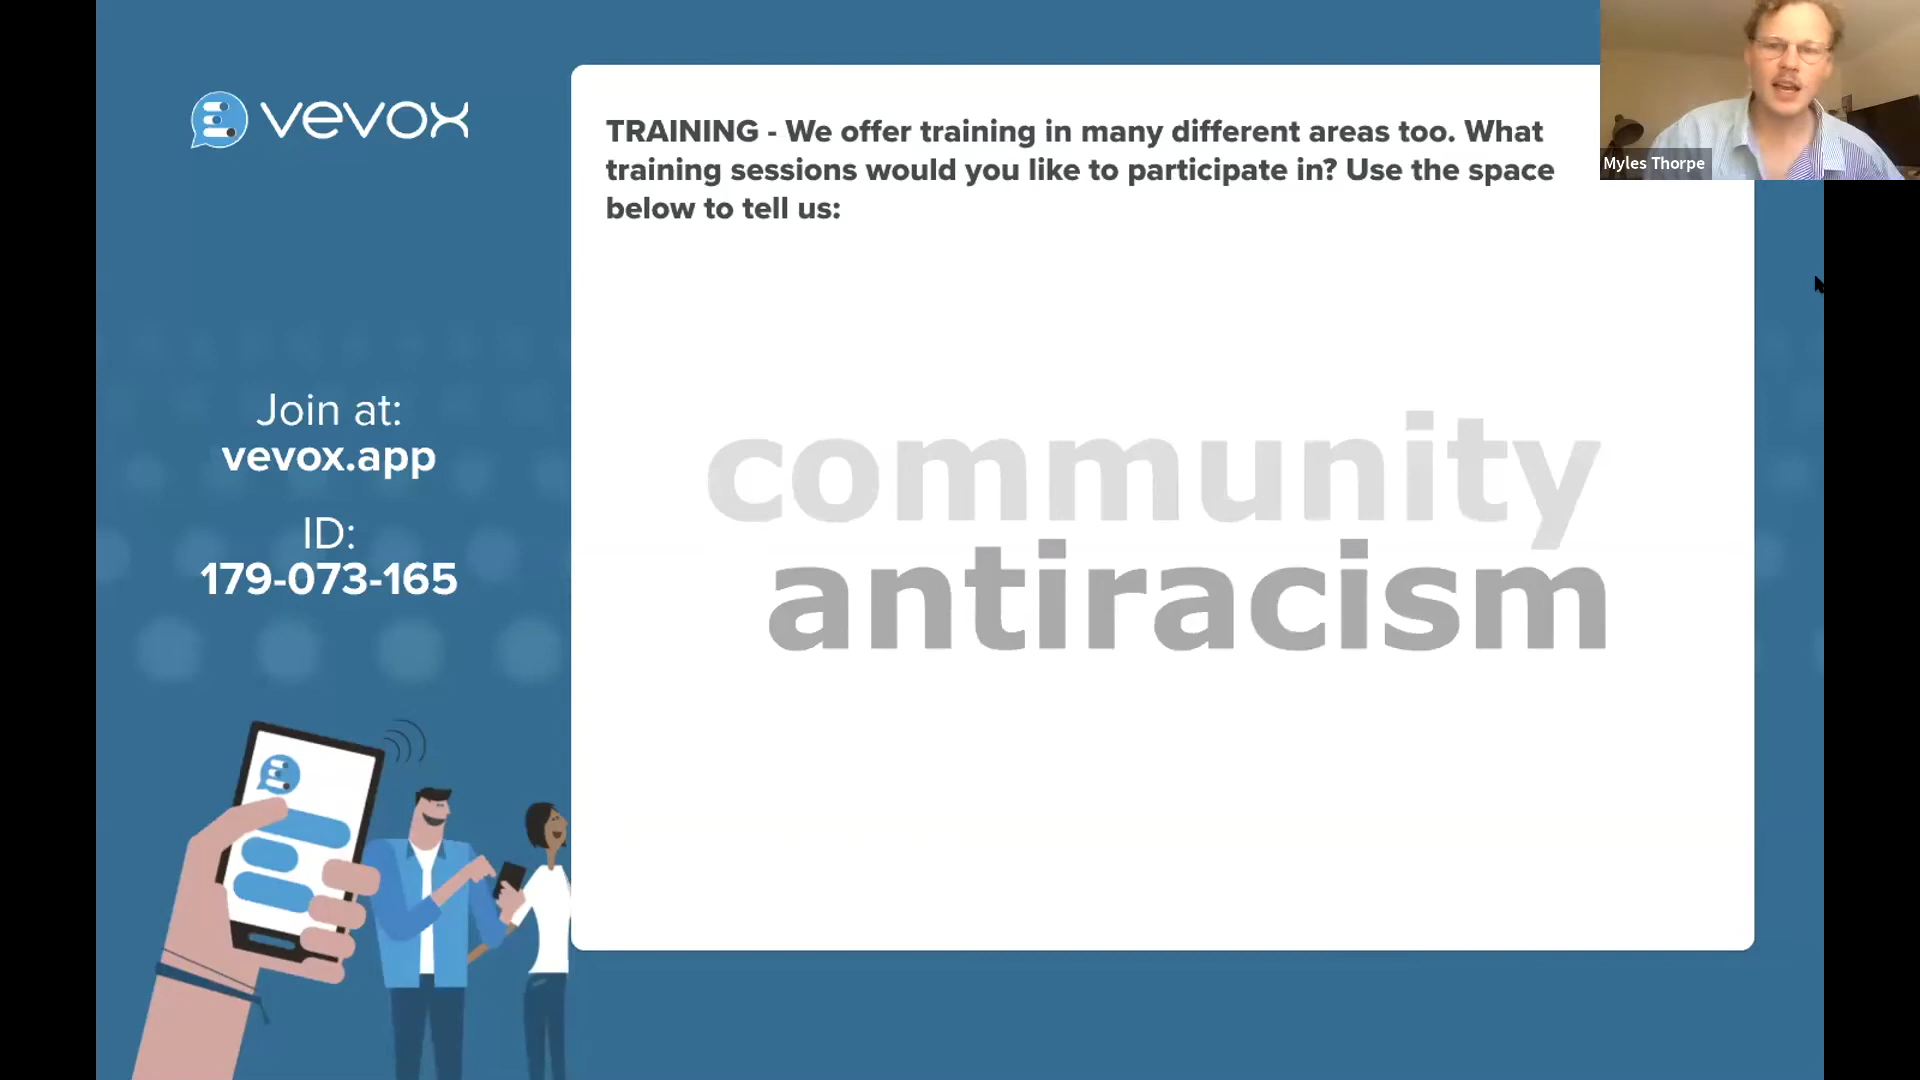 vevox
TRAINING - We offer training in many different areas too. What
training sessions would you like to participate in? Use the space
below to tell us:
Myles Thorpe
Join at:
vevox.app
ID:
179-073-165
community
antiracism